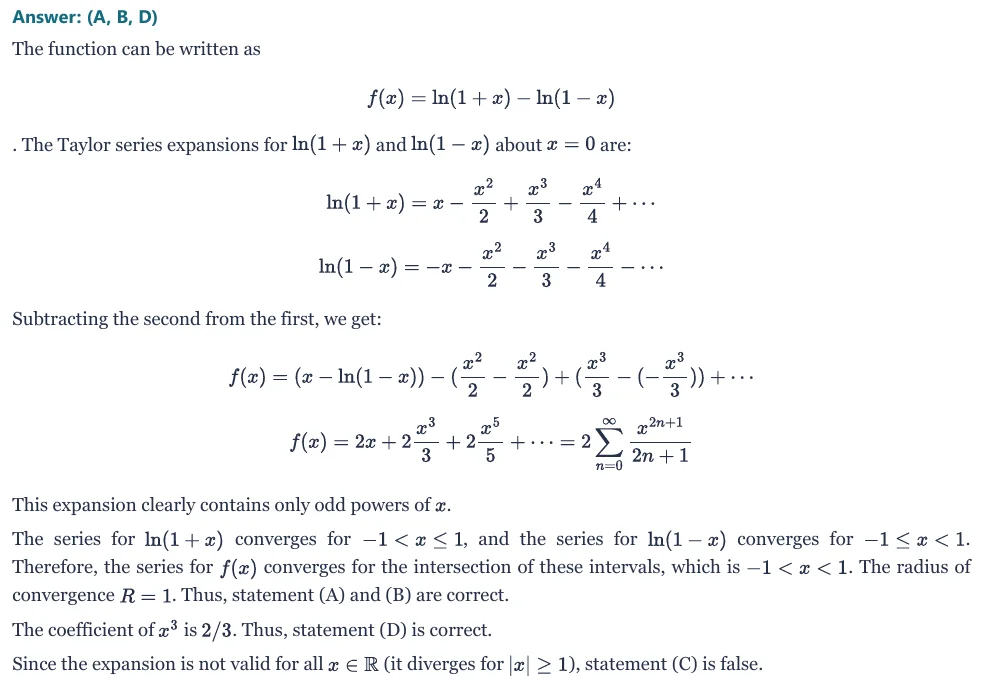 Answer: (A, B, D)
The function can be written as
f(x) = ln(1 + x) − ln(1 − x)
. The Taylor series expansions for ln(1 + x) and ln(1 − x) about x = 0 are:
ln(1 + x) = x − x²/2 + x³/3 − x⁴/4 + ⋯
ln(1 − x) = −x − x²/2 − x³/3 − x⁴/4 − ⋯
Subtracting the second from the first, we get:
f(x) = (x − ln(1 − x)) − (x²/2 − x²/2) + (x³/3 − (−x³/3)) + ⋯
f(x) = 2x + 2 x³/3 + 2 x⁵/5 + ⋯ = 2 ∑_{n=0}^{∞} x^{2n+1}/(2n + 1)
This expansion clearly contains only odd powers of x.
The series for ln(1 + x) converges for −1 < x ≤ 1, and the series for ln(1 − x) converges for −1 ≤ x < 1.
Therefore, the series for f(x) converges for the intersection of these intervals, which is −1 < x < 1. The radius of
convergence R = 1. Thus, statement (A) and (B) are correct.
The coefficient of x³ is 2/3. Thus, statement (D) is correct.
Since the expansion is not valid for all x ∈ ℝ (it diverges for |x| ≥ 1), statement (C) is false.